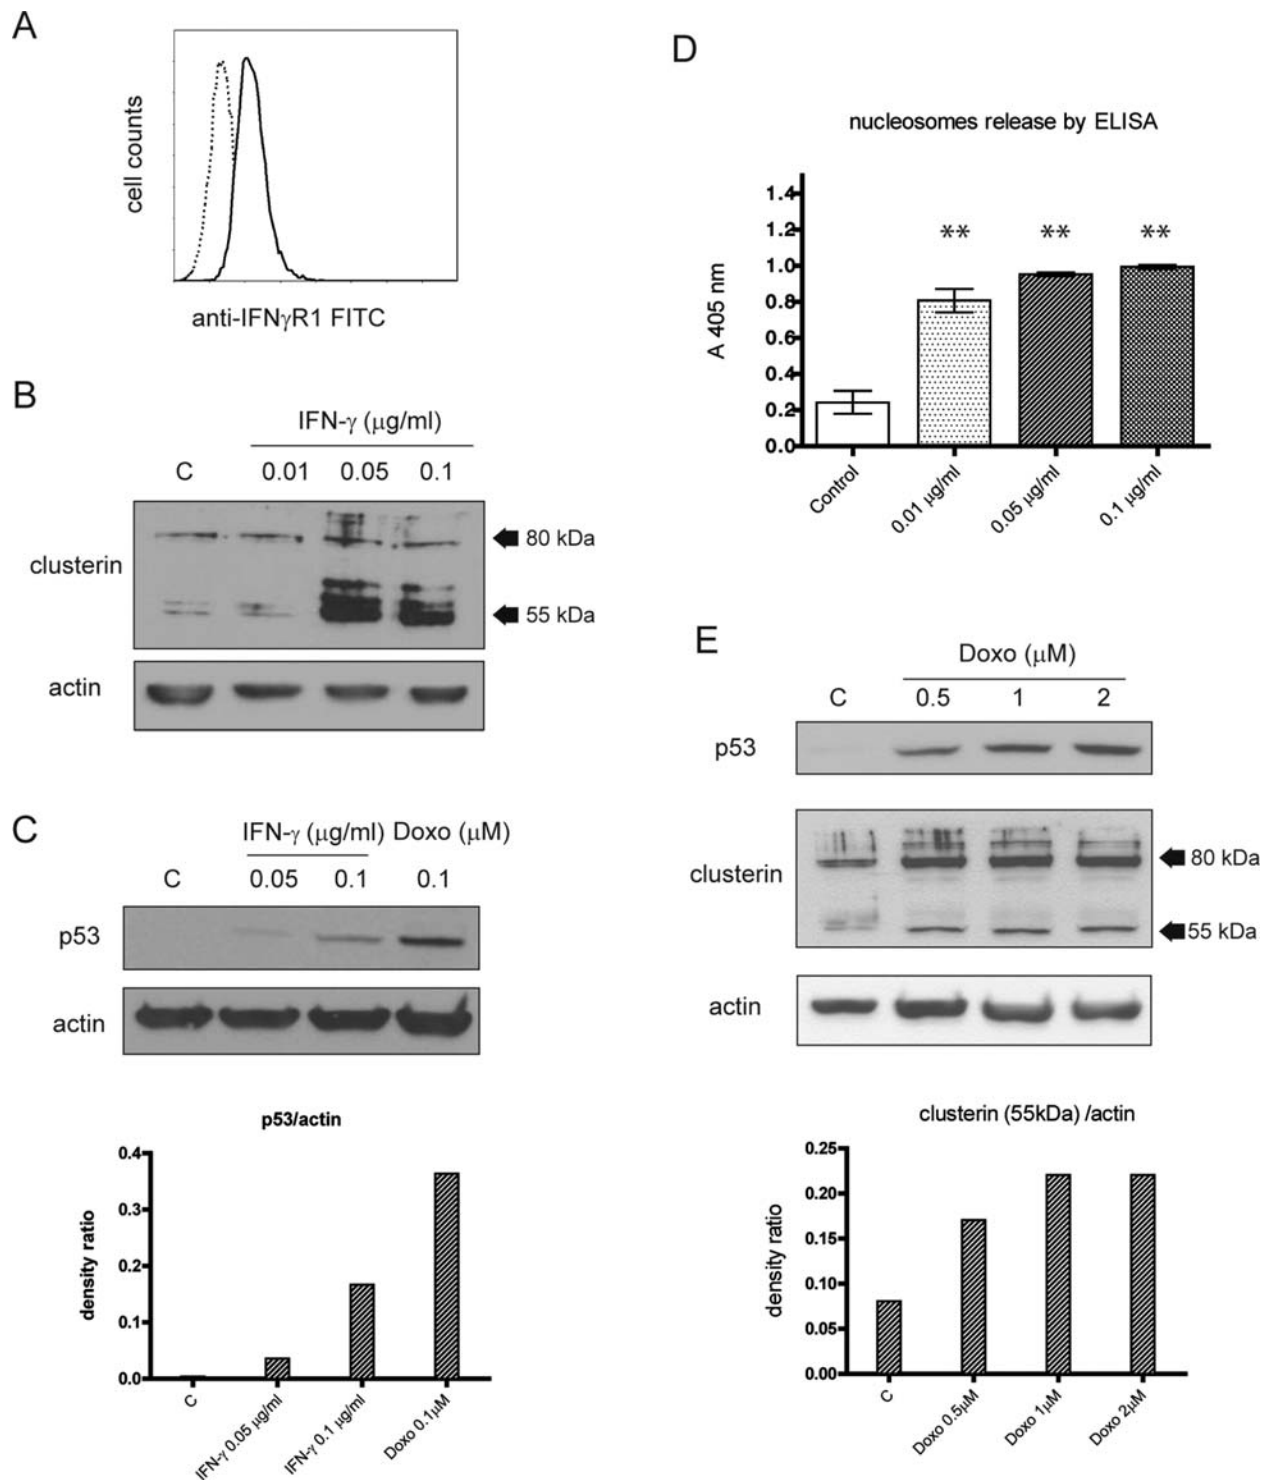 A
cell counts
anti-IFNγR1 FITC
B
IFN-γ (μg/ml)
C 0.01 0.05 0.1
clusterin
80 kDa
55 kDa
actin
C
IFN-γ (μg/ml) Doxo (μM)
C 0.05 0.1 0.1
p53
actin
p53/actin
density ratio
0.4
0.3
0.2
0.1
0.0
C
IFN-γ 0.05 μg/ml
IFN-γ 0.1 μg/ml
Doxo 0.1μM
D
nucleosomes release by ELISA
A 405 nm
1.4
1.2
1.0
0.8
0.6
0.4
0.2
0.0
** ** **
Control
0.01 μg/ml
0.05 μg/ml
0.1 μg/ml
E
Doxo (μM)
C 0.5 1 2
p53
clusterin
80 kDa
55 kDa
actin
clusterin (55kDa) /actin
density ratio
0.25
0.20
0.15
0.10
0.05
0.00
C
Doxo 0.5μM
Doxo 1μM
Doxo 2μM